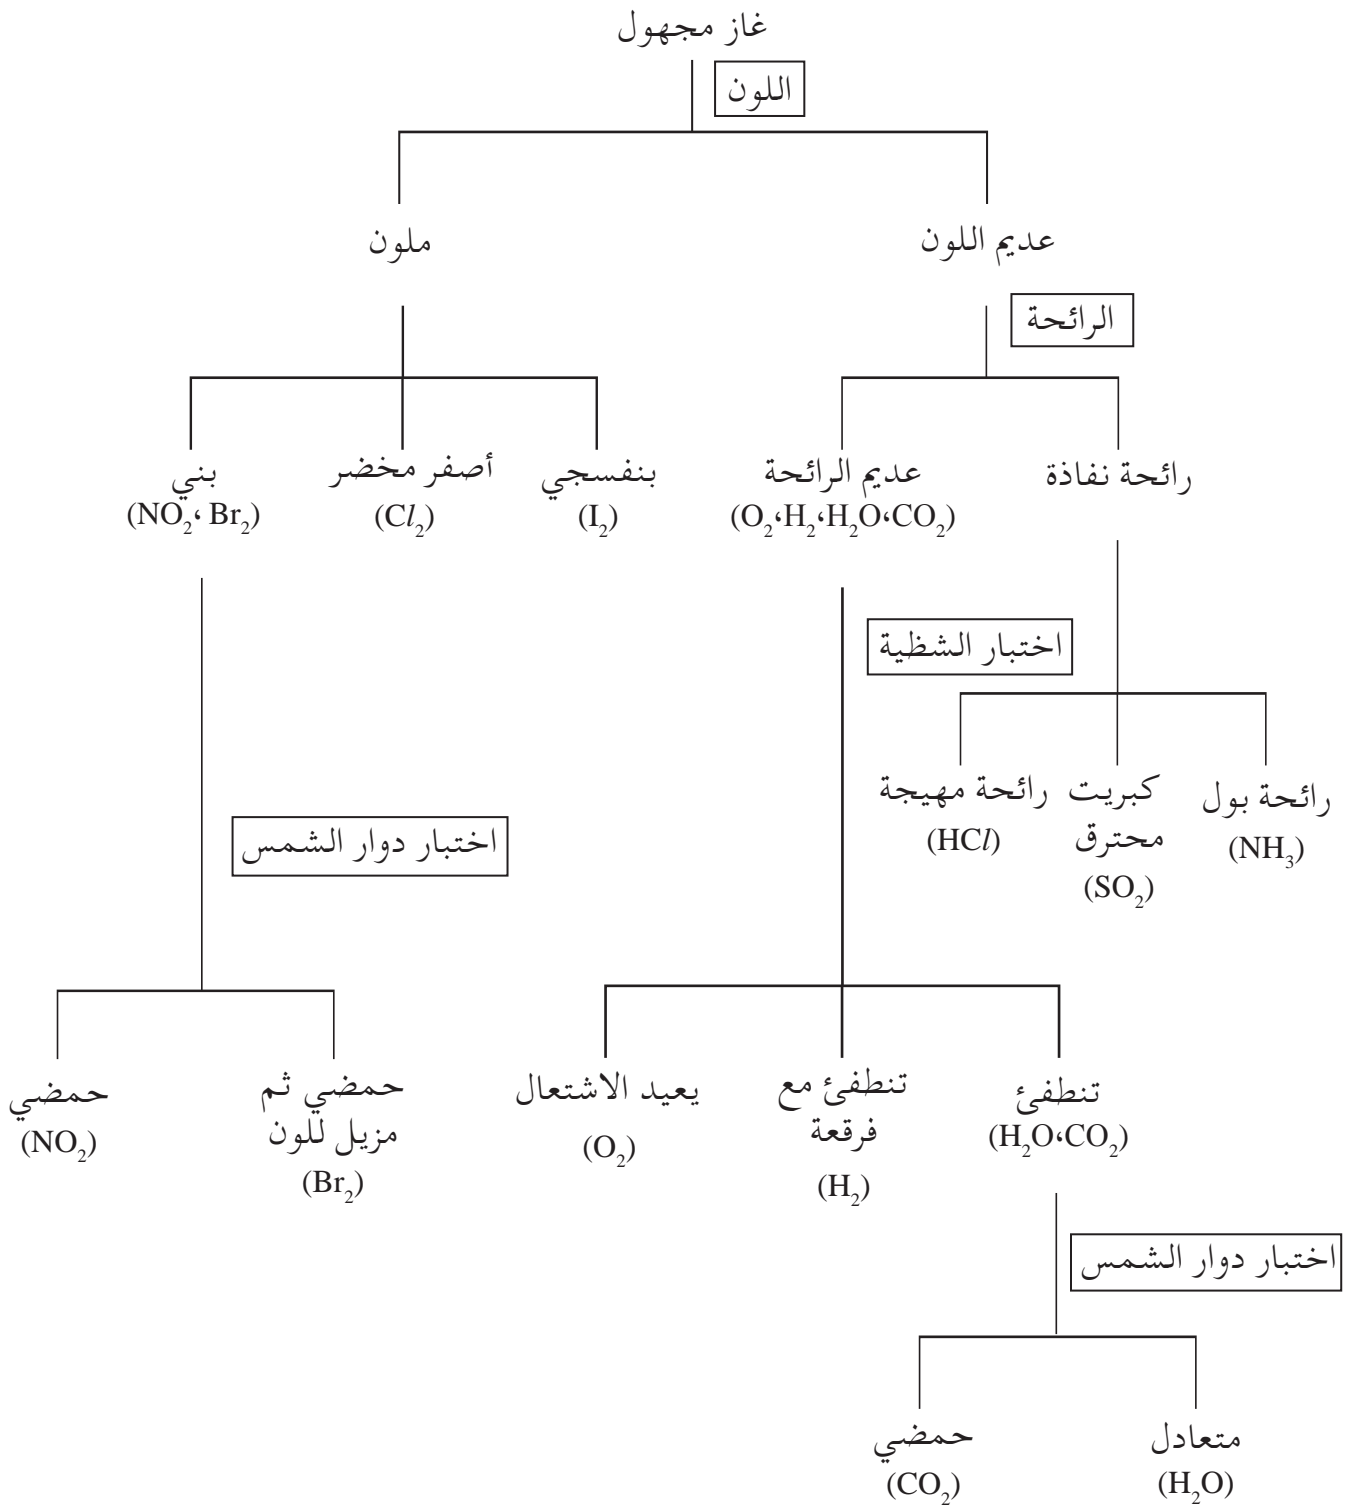 غاز مجهول
اللون
عديم اللون
ملون
الرائحة
رائحة نفاذة
عديم الرائحة
(O₂،H₂،H₂O،CO₂)
بنفسجي
(I₂)
أصفر مخضر
(Cl₂)
بني
(NO₂، Br₂)
اختبار الشظية
رائحة بول
(NH₃)
كبريت
محترق
(SO₂)
رائحة مهيجة
(HCl)
اختبار دوار الشمس
تنطفئ
(H₂O،CO₂)
تنطفئ مع
فرقعة
(H₂)
يعيد الاشتعال
(O₂)
حمضي ثم
مزيل للون
(Br₂)
حمضي
(NO₂)
اختبار دوار الشمس
متعادل
(H₂O)
حمضي
(CO₂)